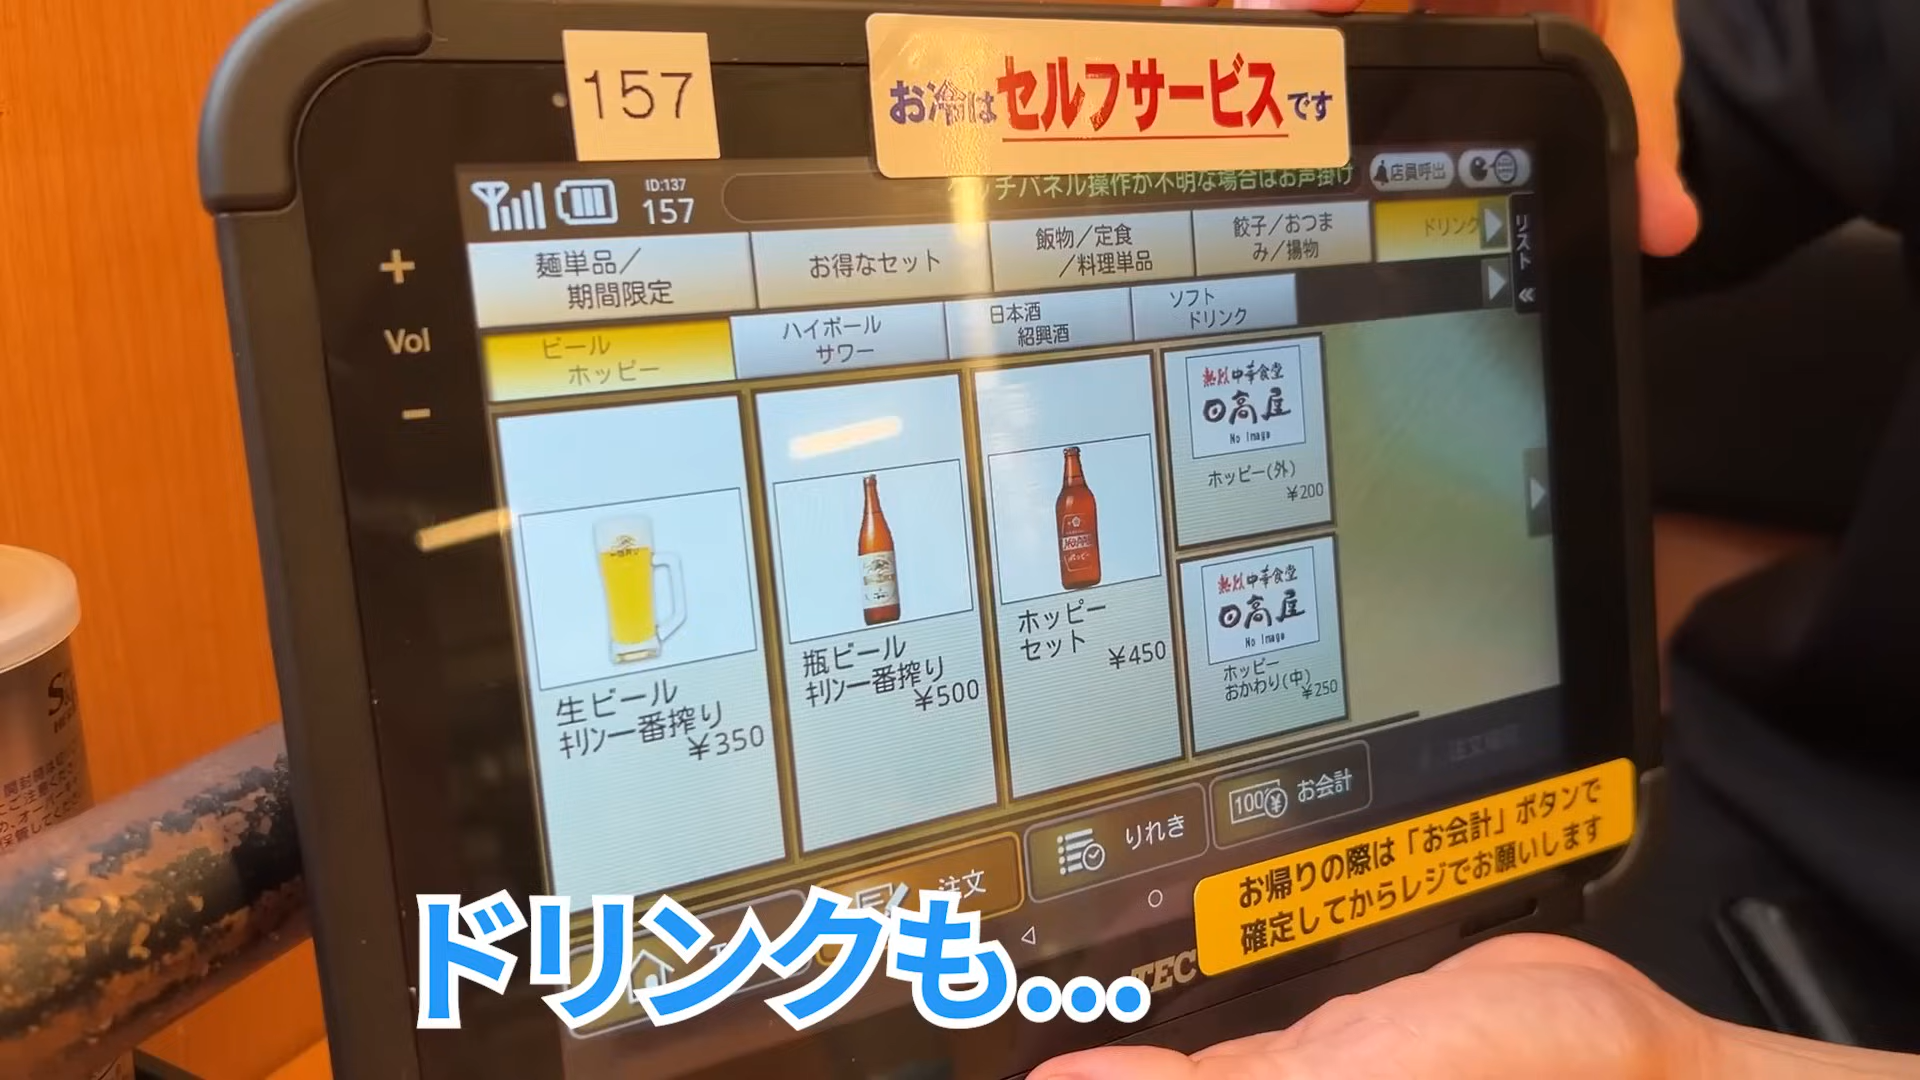 157
お冷は セルフサービス です
ID:137
157
タッチパネル操作が不明な場合はお声掛け
店員呼出
+
Vol
-
麺単品／
期間限定
お得なセット
飯物／定食
／料理単品
餃子／おつま
み／揚物
ドリンク
リスト
ビール
ホッピー
ハイボール
サワー
日本酒
紹興酒
ソフト
ドリンク
生ビール
ｷﾘﾝ一番搾り
¥350
瓶ビール
ｷﾘﾝ一番搾り
¥500
HOPPY
ホッピー
セット
¥450
熱烈中華食堂
日高屋
No Image
ホッピー(外)
¥200
熱烈中華食堂
日高屋
No Image
ホッピー
おかわり(中)
¥250
注文
りれき
お会計
お帰りの際は「お会計」ボタンで
確定してからレジでお願いします
TEC
ドリンクも…